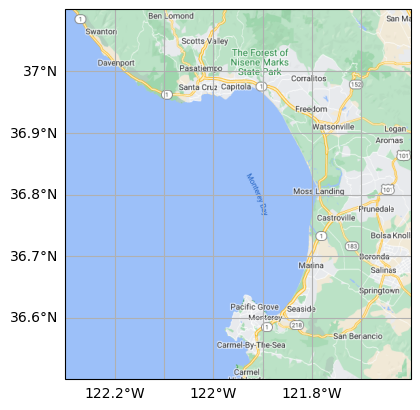 Ben Lomond
1
Swanton
San Ma
Scotts Valley
The Forest of
Nisene Marks
State Park
Davenport
37°N
Pasatiempo
Corralitos
Santa Cruz
Capitola
1
152
1
Freedom
36.9°N
Watsonville
Logan
Aromas
101
36.8°N
Monterey Bay
Moss Landing
101
Prunedale
Castroville
1
Bolsa Knoll
183
36.7°N
Boronda
Marina
Salinas
Springtown
Pacific Grove
Seaside
36.6°N
Monterey
1
218
San Benancio
Carmel-By-The-Sea
Carmel
122.2°W
122°W
121.8°W